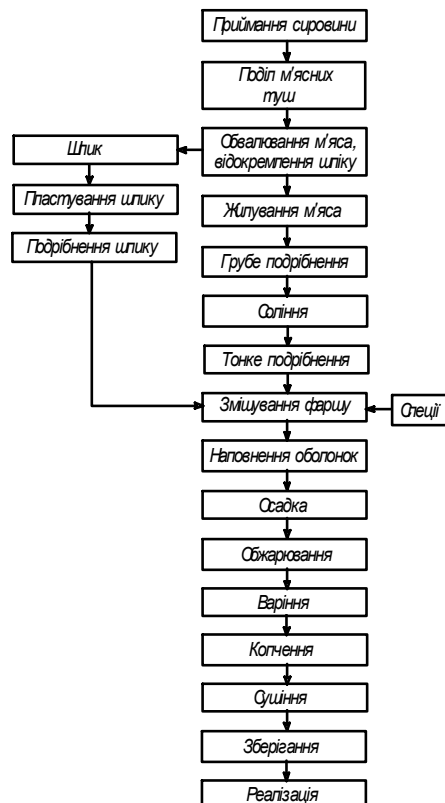 Приймання сировини
Поділ м'ясних
туш
Обвалювання м'яса,
відокремлення шпіку
Шпик
Пластування шпику
Подрібнення шпику
Жилування м'яса
Грубе подрібнення
Соління
Тонке подрібнення
Змішування фаршу
Спеції
Наповнення оболонок
Осадка
Обжарювання
Варіння
Копчення
Сушіння
Зберігання
Реалізація